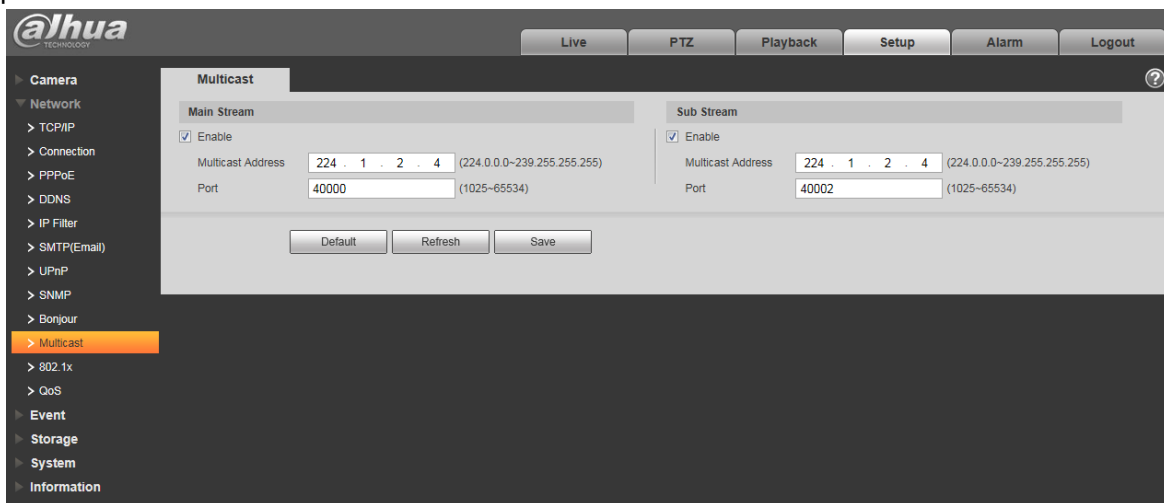 alhua
TECHNOLOGY
Live PTZ Playback Setup Alarm Logout
Camera
Network
> TCP/IP
> Connection
> PPPoE
> DDNS
> IP Filter
> SMTP(Email)
> UPnP
> SNMP
> Bonjour
> Multicast
> 802.1x
> QoS
Event
Storage
System
Information
Multicast
?
Main Stream
Enable
Multicast Address 224 . 1 . 2 . 4 (224.0.0.0~239.255.255.255)
Port 40000 (1025~65534)
Sub Stream
Enable
Multicast Address 224 . 1 . 2 . 4 (224.0.0.0~239.255.255.255)
Port 40002 (1025~65534)
Default Refresh Save